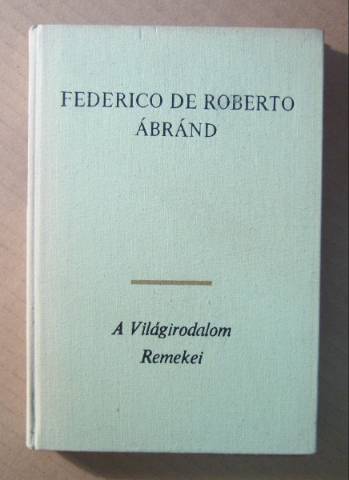 FEDERICO DE ROBERTO
ÁBRÁND
A Világirodalom
Remekei